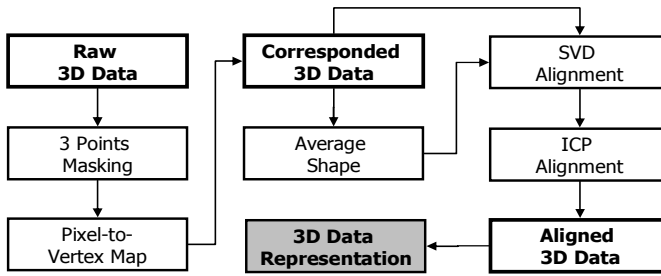 Raw
3D Data
3 Points
Masking
Pixel-to-
Vertex Map
Corresponded
3D Data
Average
Shape
SVD
Alignment
ICP
Alignment
Aligned
3D Data
3D Data
Representation